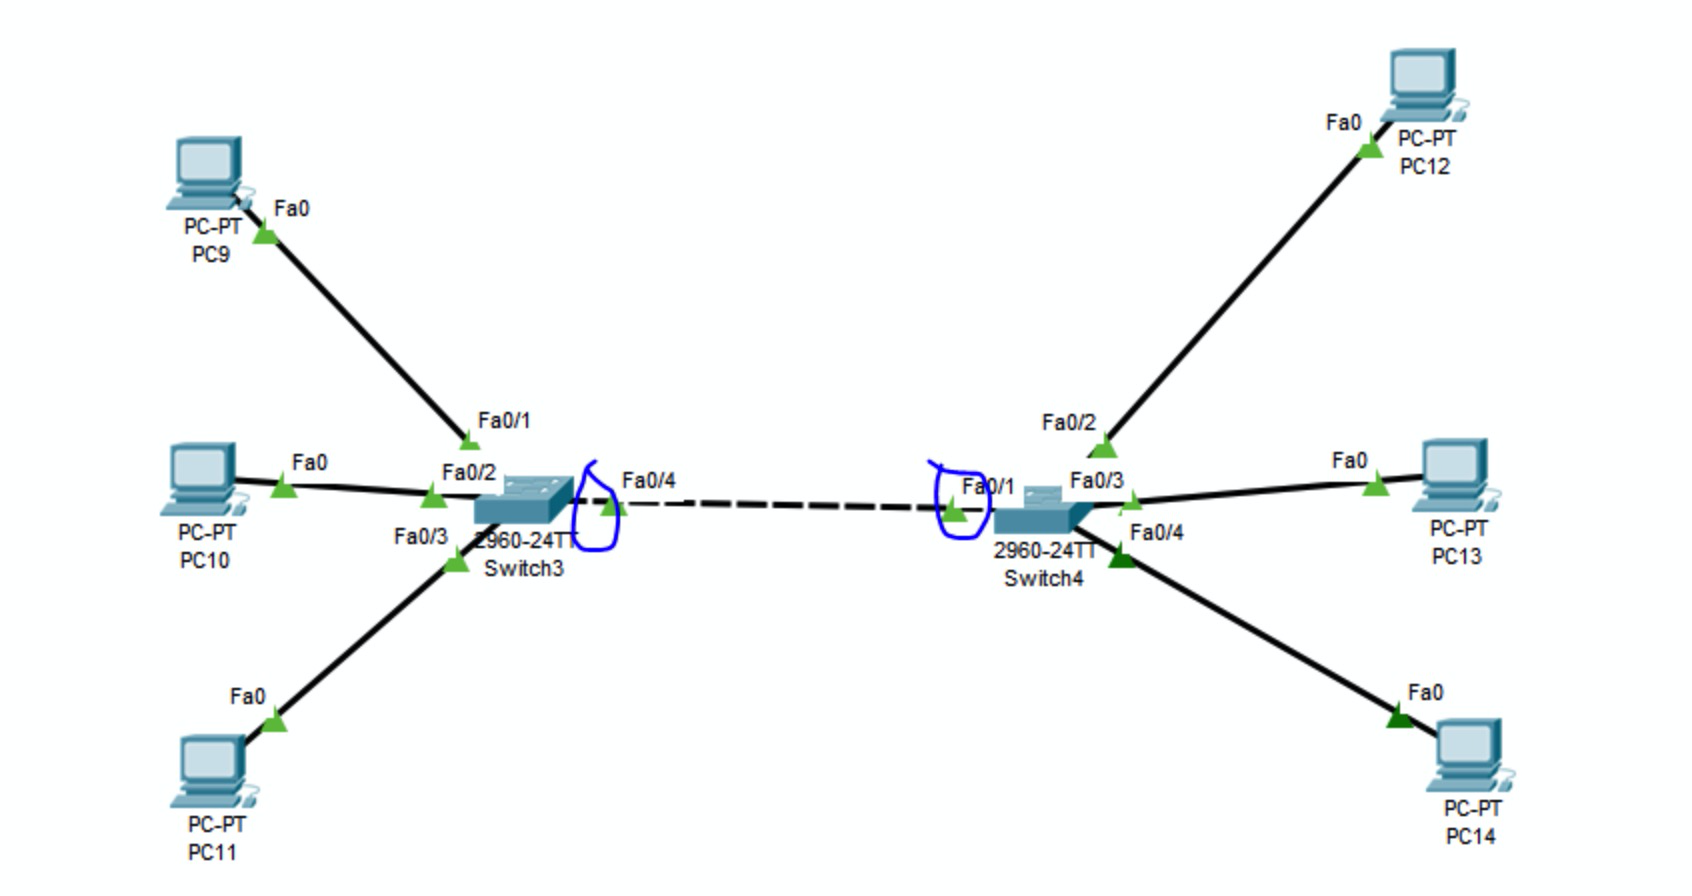 Fa0
PC-PT
PC12
Fa0
PC-PT
PC9
Fa0/1
Fa0/2
Fa0
Fa0/2
Fa0/4
Fa0/1
Fa0/3
Fa0
PC-PT
PC10
Fa0/3
2960-24TT
Switch3
2960-24TT
Switch4
Fa0/4
PC-PT
PC13
Fa0
PC-PT
PC11
Fa0
PC-PT
PC14